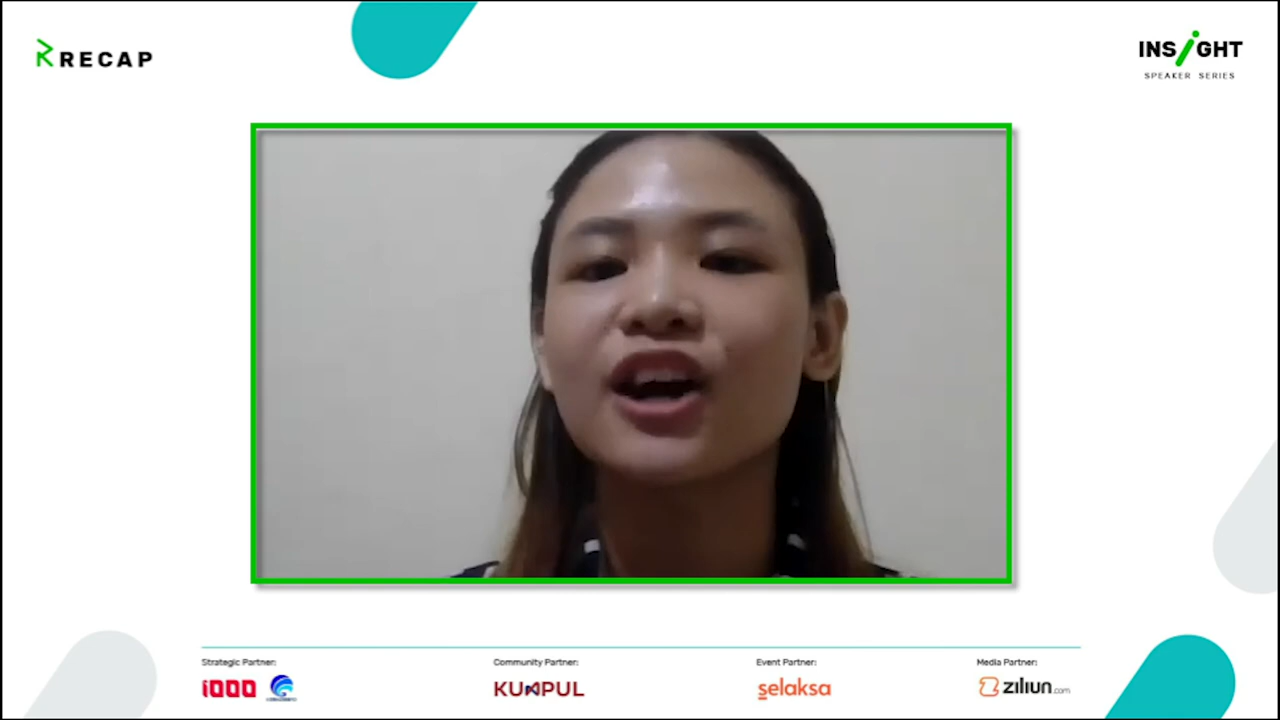 RECAP
INSIGHT
SPEAKER SERIES
Strategic Partner:
1000
Community Partner:
KUMPUL
Event Partner:
selaksa
Media Partner:
ziliun.com